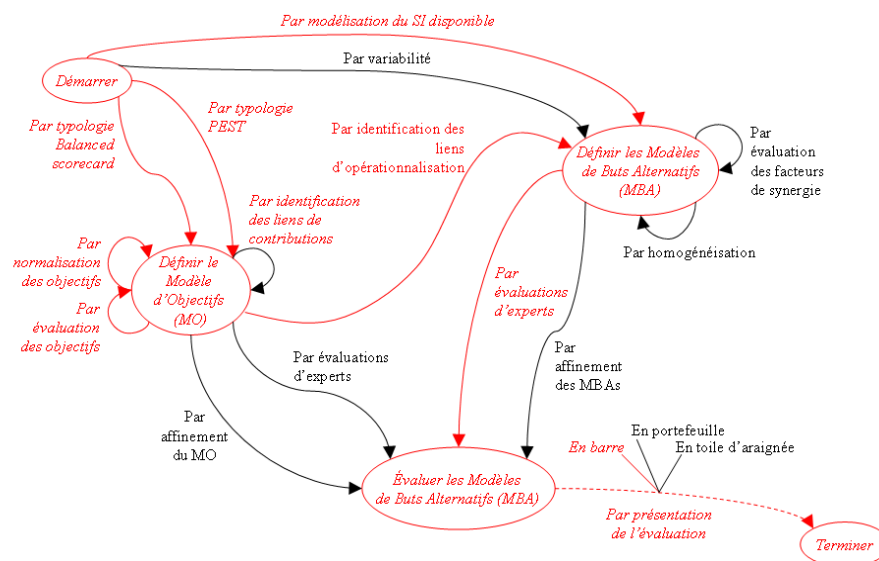 Par modélisation du SI disponible
Par variabilité
Démarrer
Par typologie
Balanced
scorecard
Par typologie
PEST
Par identification des
liens
d'opérationnalisation
Définir les Modèles
de Buts Alternatifs
(MBA)
Par
évaluation
des facteurs
de synergie
Par homogénéisation
Par identification
des liens de
contributions
Par
normalisation
des objectifs
Définir le
Modèle
d'Objectifs
(MO)
Par
évaluation
des objectifs
Par
évaluations
d'experts
Par évaluations
d'experts
Par
affinement
des MBAs
Par
affinement
du MO
En portefeuille
En barre
En toile d'araignée
Évaluer les Modèles
de Buts Alternatifs (MBA)
Par présentation
de l'évaluation
Terminer